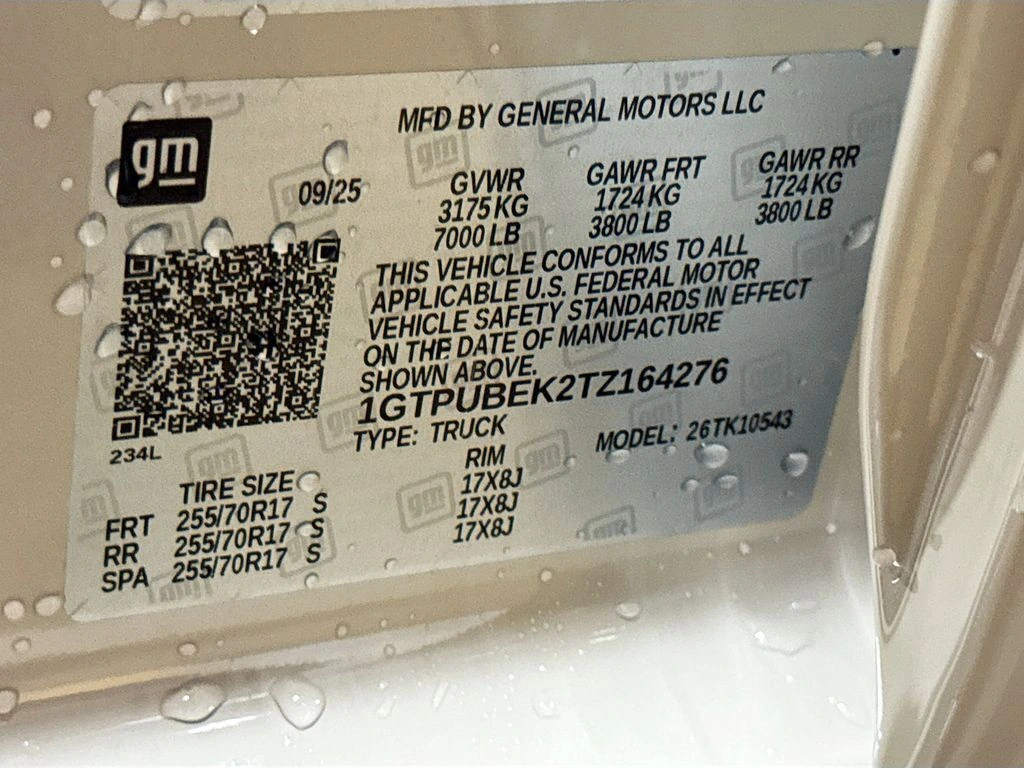 gm
MFD BY GENERAL MOTORS LLC
09/25
GVWR GAWR FRT GAWR RR
3175 KG 1724 KG 1724 KG
7000 LB 3800 LB 3800 LB
THIS VEHICLE CONFORMS TO ALL
APPLICABLE U.S. FEDERAL MOTOR
VEHICLE SAFETY STANDARDS IN EFFECT
ON THE DATE OF MANUFACTURE
SHOWN ABOVE.
1GTPUBEK2TZ164276
TYPE: TRUCK MODEL: 26TK10543
234L
TIRE SIZE RIM
FRT 255/70R17 S 17X8J
RR 255/70R17 S 17X8J
SPA 255/70R17 S 17X8J